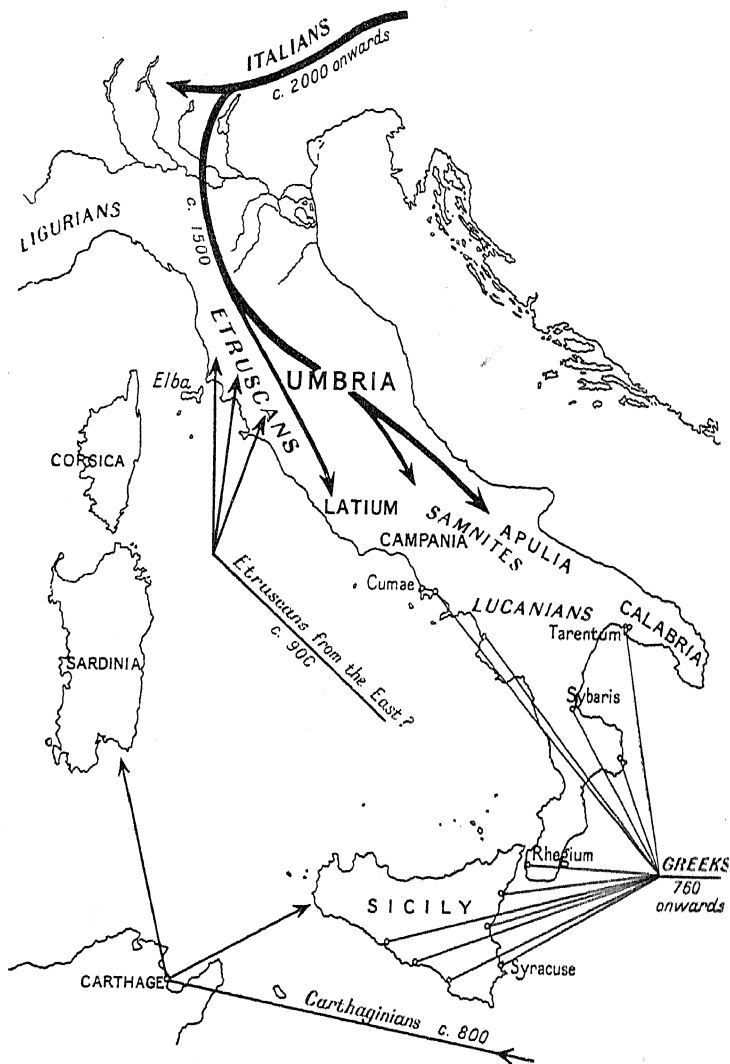 ITALIANS
c. 2000 onwards
LIGURIANS
c. 1500
ETRUSCANS
Elba
UMBRIA
CORSICA
LATIUM
SAMNITES
APULIA
CAMPANIA
Cumae
LUCANIANS
CALABRIA
Tarentum
Etruscans from the East?
c. 900
SARDINIA
Sybaris
Rhegium
GREEKS
760
onwards
SICILY
Syracuse
CARTHAGE
Carthaginians c. 800